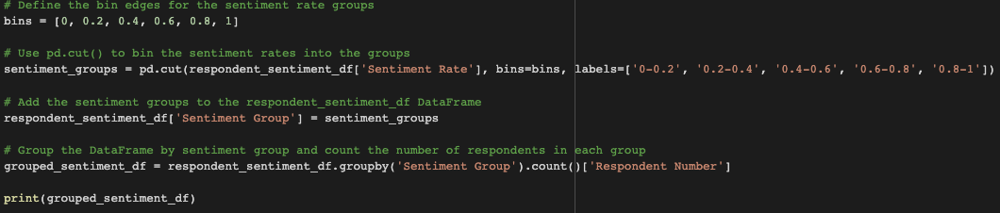 # Define the bin edges for the sentiment rate groups
bins = [0, 0.2, 0.4, 0.6, 0.8, 1]
# Use pd.cut() to bin the sentiment rates into the groups
sentiment_groups = pd.cut(respondent_sentiment_df['Sentiment Rate'], bins=bins, labels=['0-0.2', '0.2-0.4', '0.4-0.6', '0.6-0.8', '0.8-1'])
# Add the sentiment groups to the respondent_sentiment_df DataFrame
respondent_sentiment_df['Sentiment Group'] = sentiment_groups
# Group the DataFrame by sentiment group and count the number of respondents in each group
grouped_sentiment_df = respondent_sentiment_df.groupby('Sentiment Group').count()['Respondent Number']
print(grouped_sentiment_df)